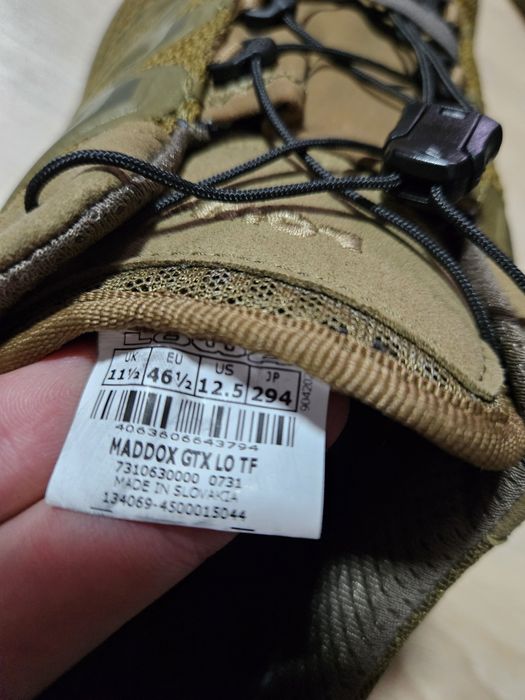 LOWA
UK EU US JP
11½ 46½ 12.5 294
4063606643794
MADDOX GTX LO TF
7310630000 0731
MADE IN SLOVAKIA
134069-4500015044